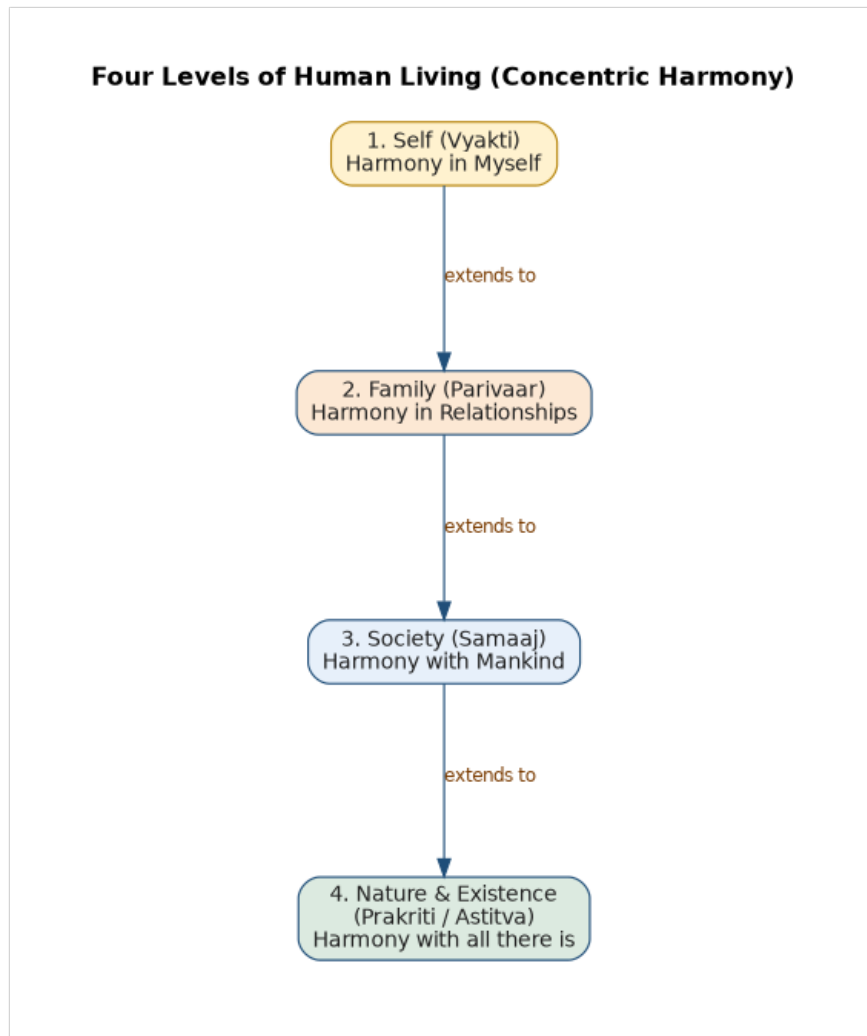 Four Levels of Human Living (Concentric Harmony)
1. Self (Vyakti)
Harmony in Myself
extends to
2. Family (Parivaar)
Harmony in Relationships
extends to
3. Society (Samaaj)
Harmony with Mankind
extends to
4. Nature & Existence
(Prakriti / Astitva)
Harmony with all there is